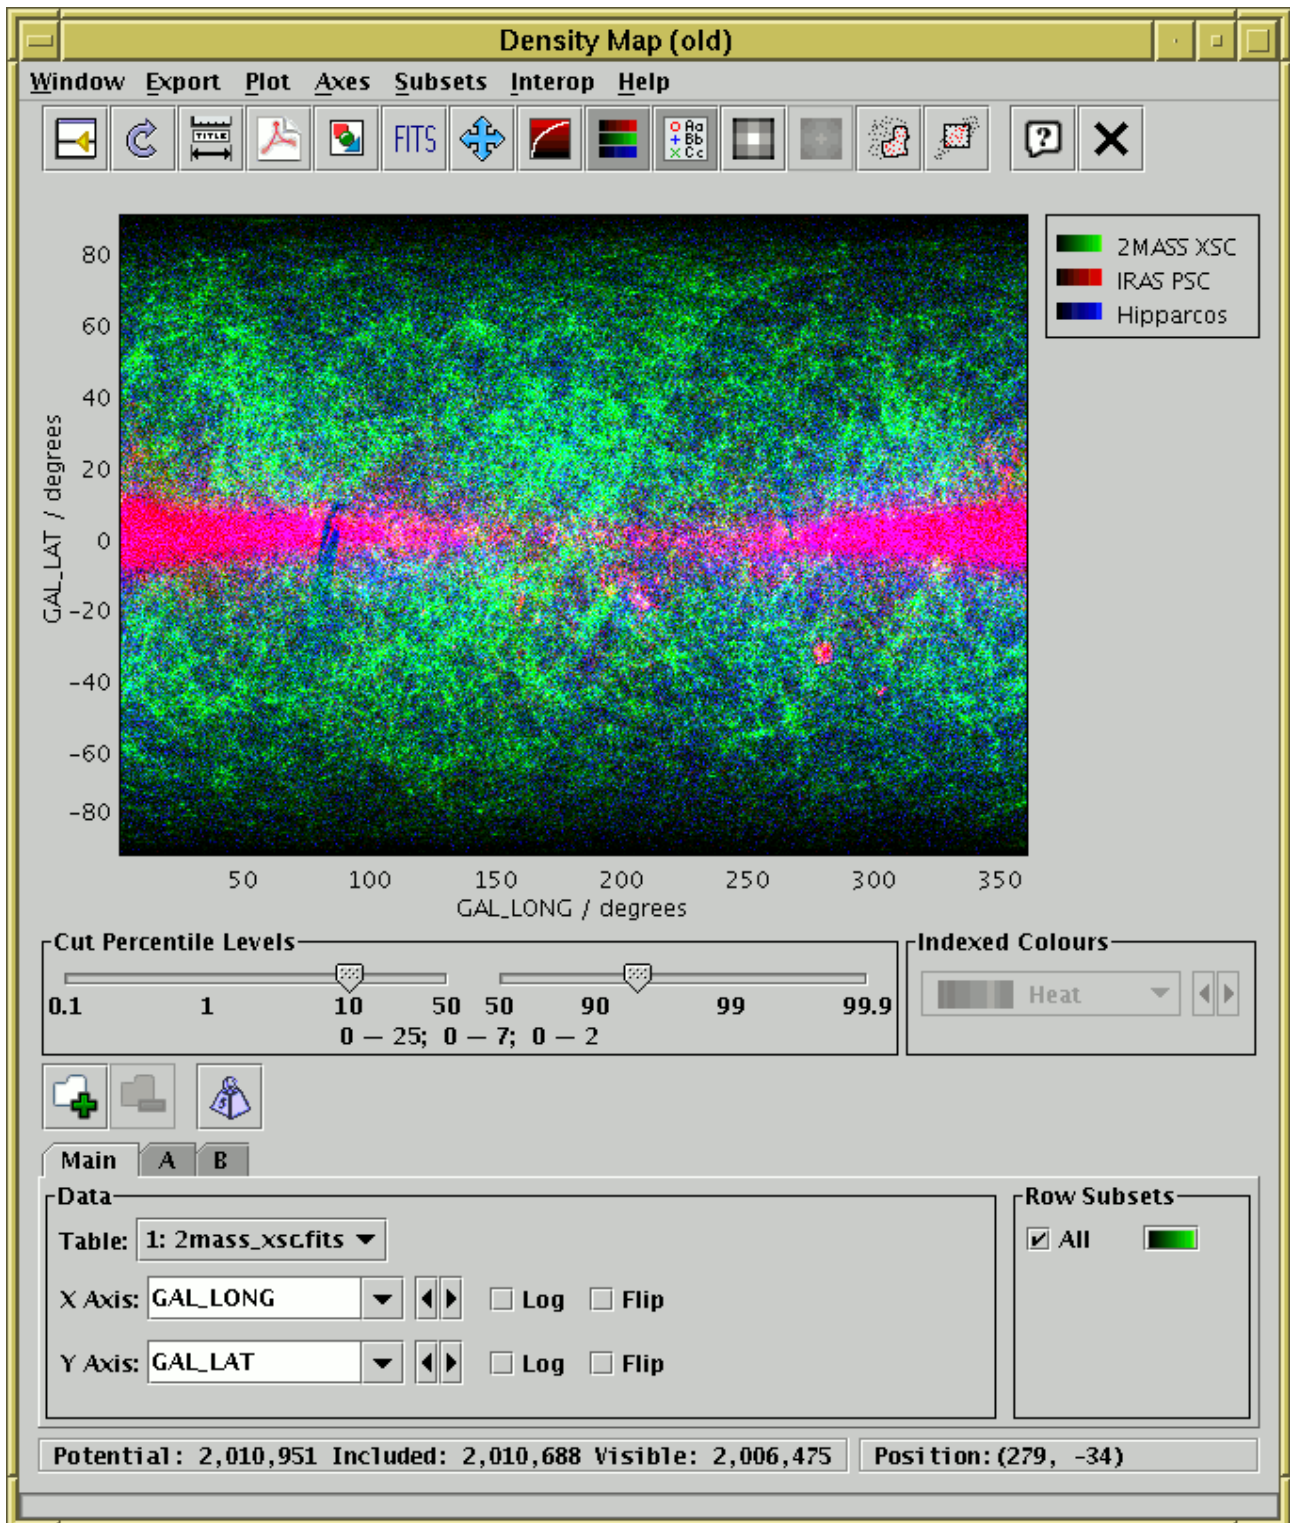 Density Map (old)
Window Export Plot Axes Subsets Interop Help
TITLE FITS Aa Bb Cc ?
2MASS XSC
IRAS PSC
Hipparcos
80
60
40
20
0
-20
-40
-60
-80
GAL_LAT / degrees
50 100 150 200 250 300 350
GAL_LONG / degrees
Cut Percentile Levels
0.1 1 10 50 50 90 99 99.9
0 — 25; 0 — 7; 0 — 2
Indexed Colours
Heat
Main A B
Data
Table: 1: 2mass_xsc.fits
X Axis: GAL_LONG Log Flip
Y Axis: GAL_LAT Log Flip
Row Subsets
All
Potential: 2,010,951 Included: 2,010,688 Visible: 2,006,475 Position:(279, -34)